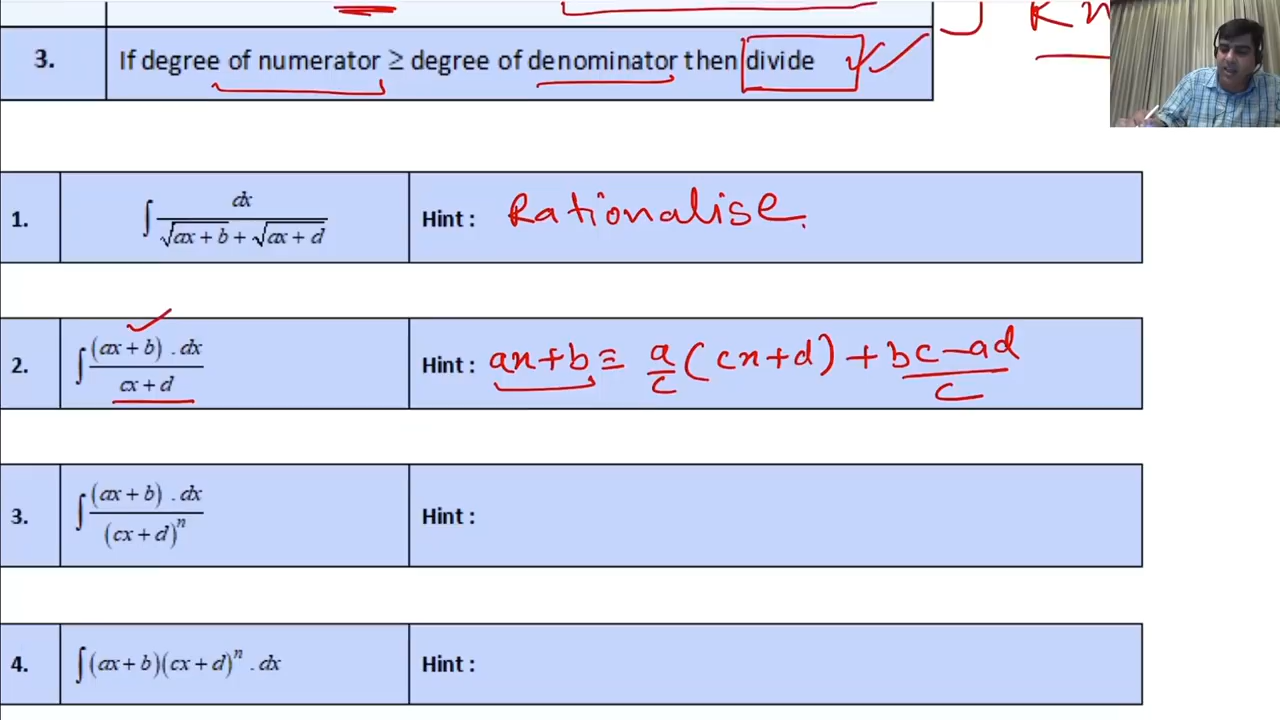 3. If degree of numerator ≥ degree of denominator then divide
1. ∫ dx / (√(ax + b) + √(ax + d)) Hint : Rationalise.
2. ∫ (ax + b) . dx / (cx + d) Hint : ax+b ≡ a/c (cx+d) + (bc-ad)/c
3. ∫ (ax + b) . dx / (cx + d)ⁿ Hint :
4. ∫ (ax + b)(cx + d)ⁿ . dx Hint :